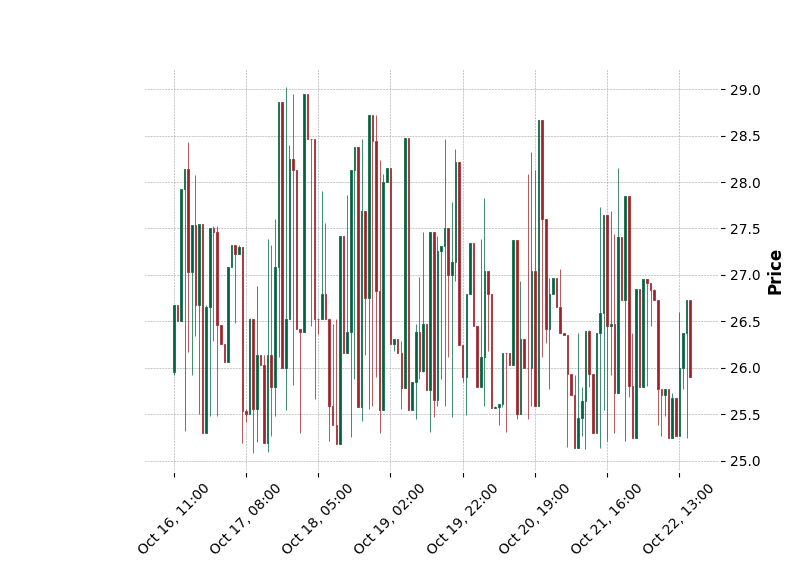 29.0
28.5
28.0
27.5
27.0
26.5
26.0
25.5
25.0
Price
Oct 16, 11:00
Oct 17, 08:00
Oct 18, 05:00
Oct 19, 02:00
Oct 19, 22:00
Oct 20, 19:00
Oct 21, 16:00
Oct 22, 13:00